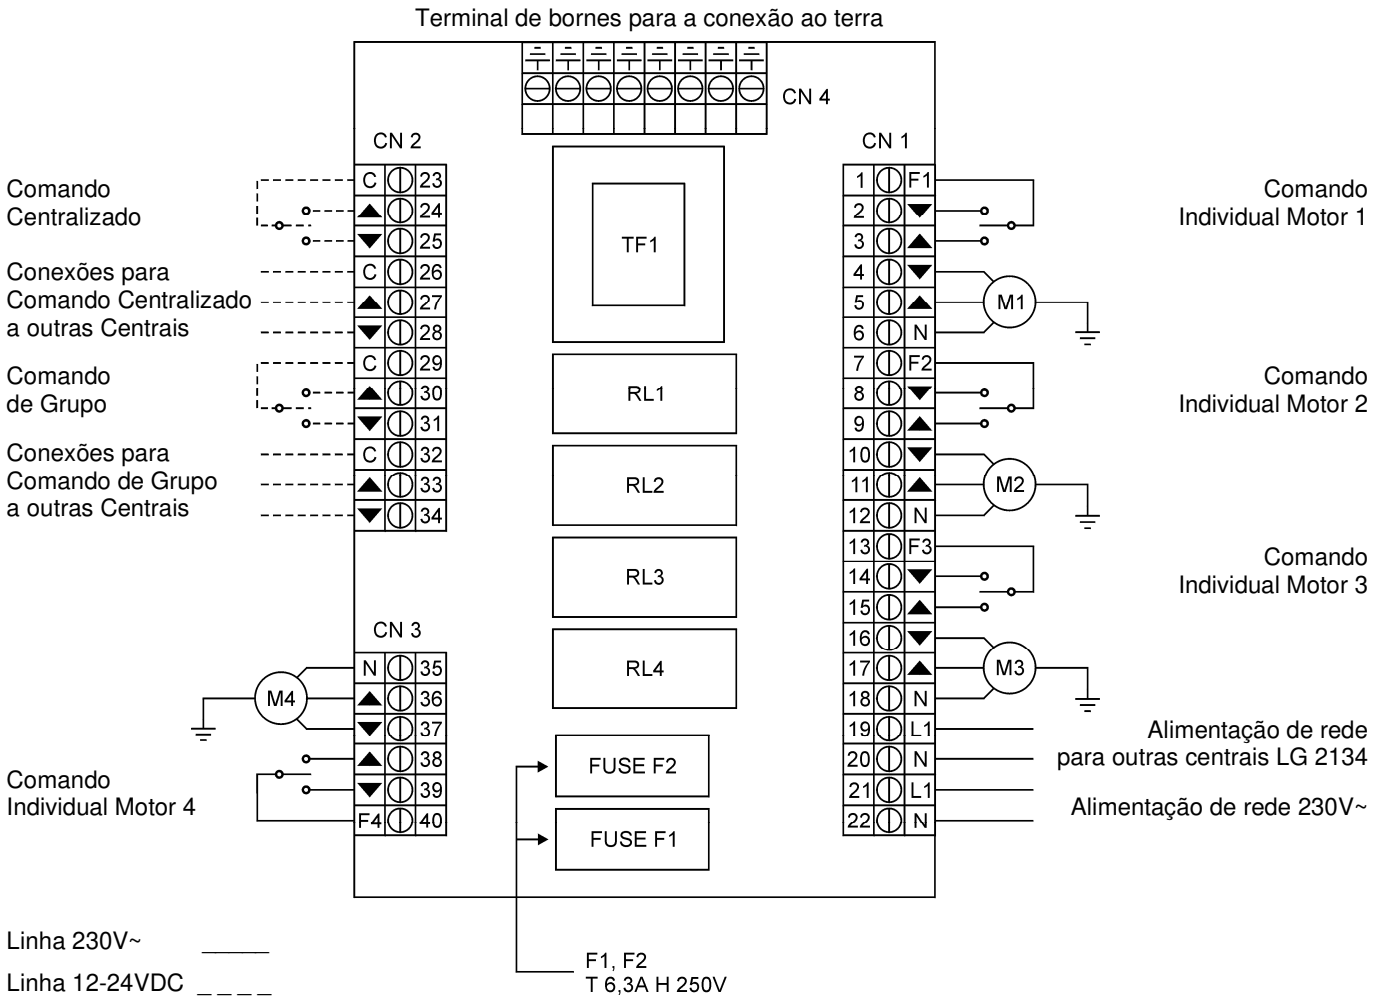 Terminal de bornes para a conexão ao terra
CN 4
CN 2
CN 1
Comando
Centralizado
C 23
▲ 24
▼ 25
Conexões para
Comando Centralizado
a outras Centrais
C 26
▲ 27
▼ 28
Comando
de Grupo
C 29
▲ 30
▼ 31
Conexões para
Comando de Grupo
a outras Centrais
C 32
▲ 33
▼ 34
CN 3
M4
N 35
▲ 36
▼ 37
Comando
Individual Motor 4
▲ 38
▼ 39
F4 40
TF1
RL1
RL2
RL3
RL4
FUSE F2
FUSE F1
1 F1
2 ▼
3 ▲
Comando
Individual Motor 1
4 ▼
5 ▲
6 N
M1
7 F2
8 ▼
9 ▲
Comando
Individual Motor 2
10 ▼
11 ▲
12 N
M2
13 F3
14 ▼
15 ▲
Comando
Individual Motor 3
16 ▼
17 ▲
18 N
M3
19 L1
20 N
Alimentação de rede
para outras centrais LG 2134
21 L1
22 N
Alimentação de rede 230V~
Linha 230V~
Linha 12-24VDC
F1, F2
T 6,3A H 250V